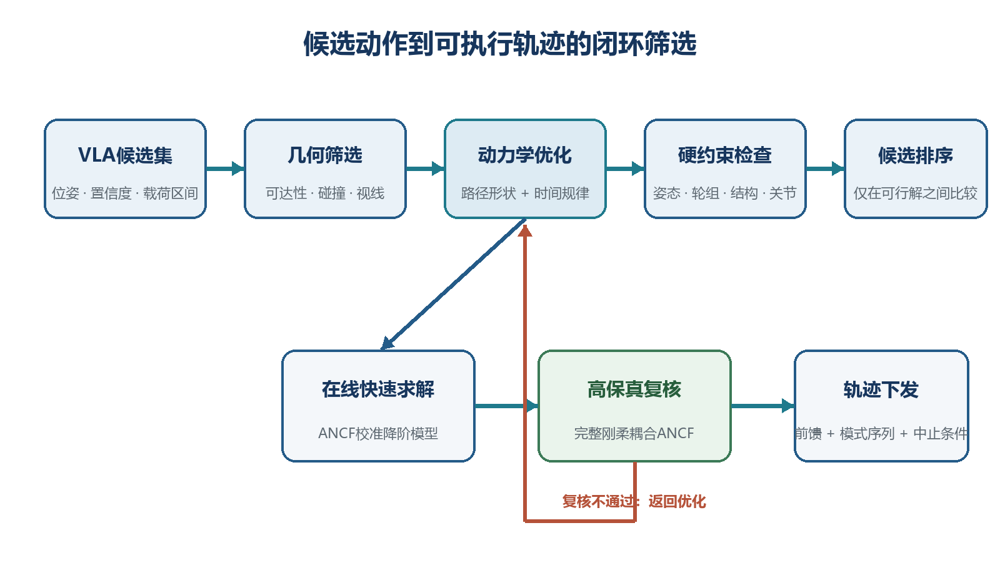 候选动作到可执行轨迹的闭环筛选
VLA候选集
位姿 · 置信度 · 载荷区间
几何筛选
可达性 · 碰撞 · 视线
动力学优化
路径形状 + 时间规律
硬约束检查
姿态 · 轮组 · 结构 · 关节
候选排序
仅在可行解之间比较
在线快速求解
ANCF校准降阶模型
高保真复核
完整刚柔耦合ANCF
轨迹下发
前馈 + 模式序列 + 中止条件
复核不通过：返回优化